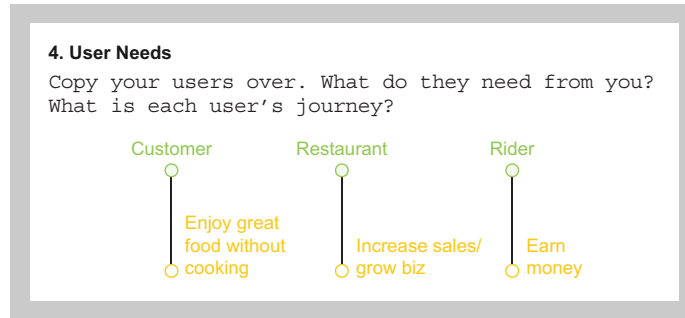 4. User Needs
Copy your users over. What do they need from you?
What is each user's journey?
Customer
Restaurant
Rider
Enjoy great
food without
cooking
Increase sales/
grow biz
Earn
money